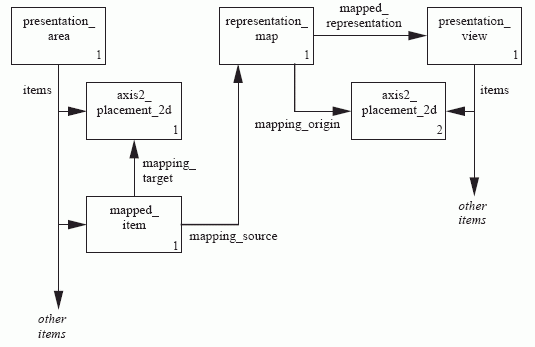 presentation_
area
1
representation_
map
1
mapped_
representation
presentation_
view
1
items
axis2_
placement_2d
1
mapping_origin
axis2_
placement_2d
2
items
mapping_
target
mapped_
item
1
mapping_source
other
items
other
items